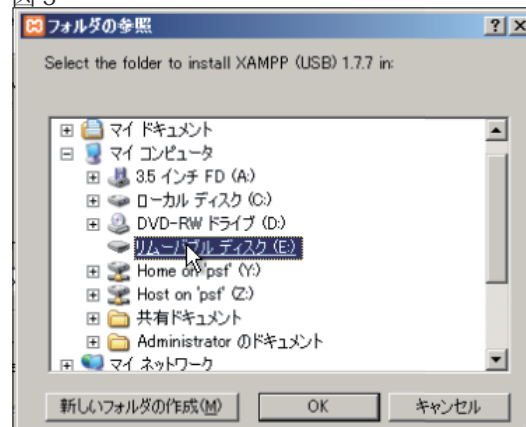 フォルダの参照
Select the folder to install XAMPP (USB) 1.7.7 in:
マイ ドキュメント
マイ コンピュータ
3.5 インチ FD (A:)
ローカル ディスク (C:)
DVD-RW ドライブ (D:)
リムーバブル ディスク (E:)
Home on 'psf' (Y:)
Host on 'psf' (Z:)
共有ドキュメント
Administrator のドキュメント
マイ ネットワーク
新しいフォルダの作成(M) OK キャンセル